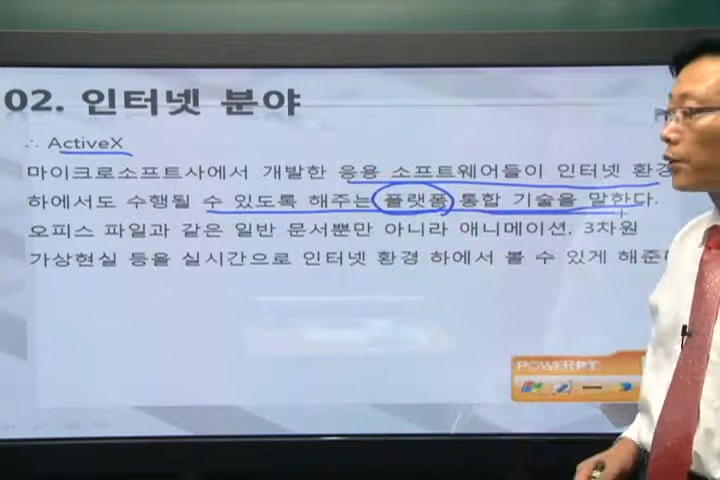 02. 인터넷 분야
∴ ActiveX
마이크로소프트사에서 개발한 응용 소프트웨어들이 인터넷 환경
하에서도 수행될 수 있도록 해주는 플랫폼 통합 기술을 말한다.
오피스 파일과 같은 일반 문서뿐만 아니라 애니메이션, 3차원
가상현실 등을 실시간으로 인터넷 환경 하에서 볼 수 있게 해준다
POWERPT